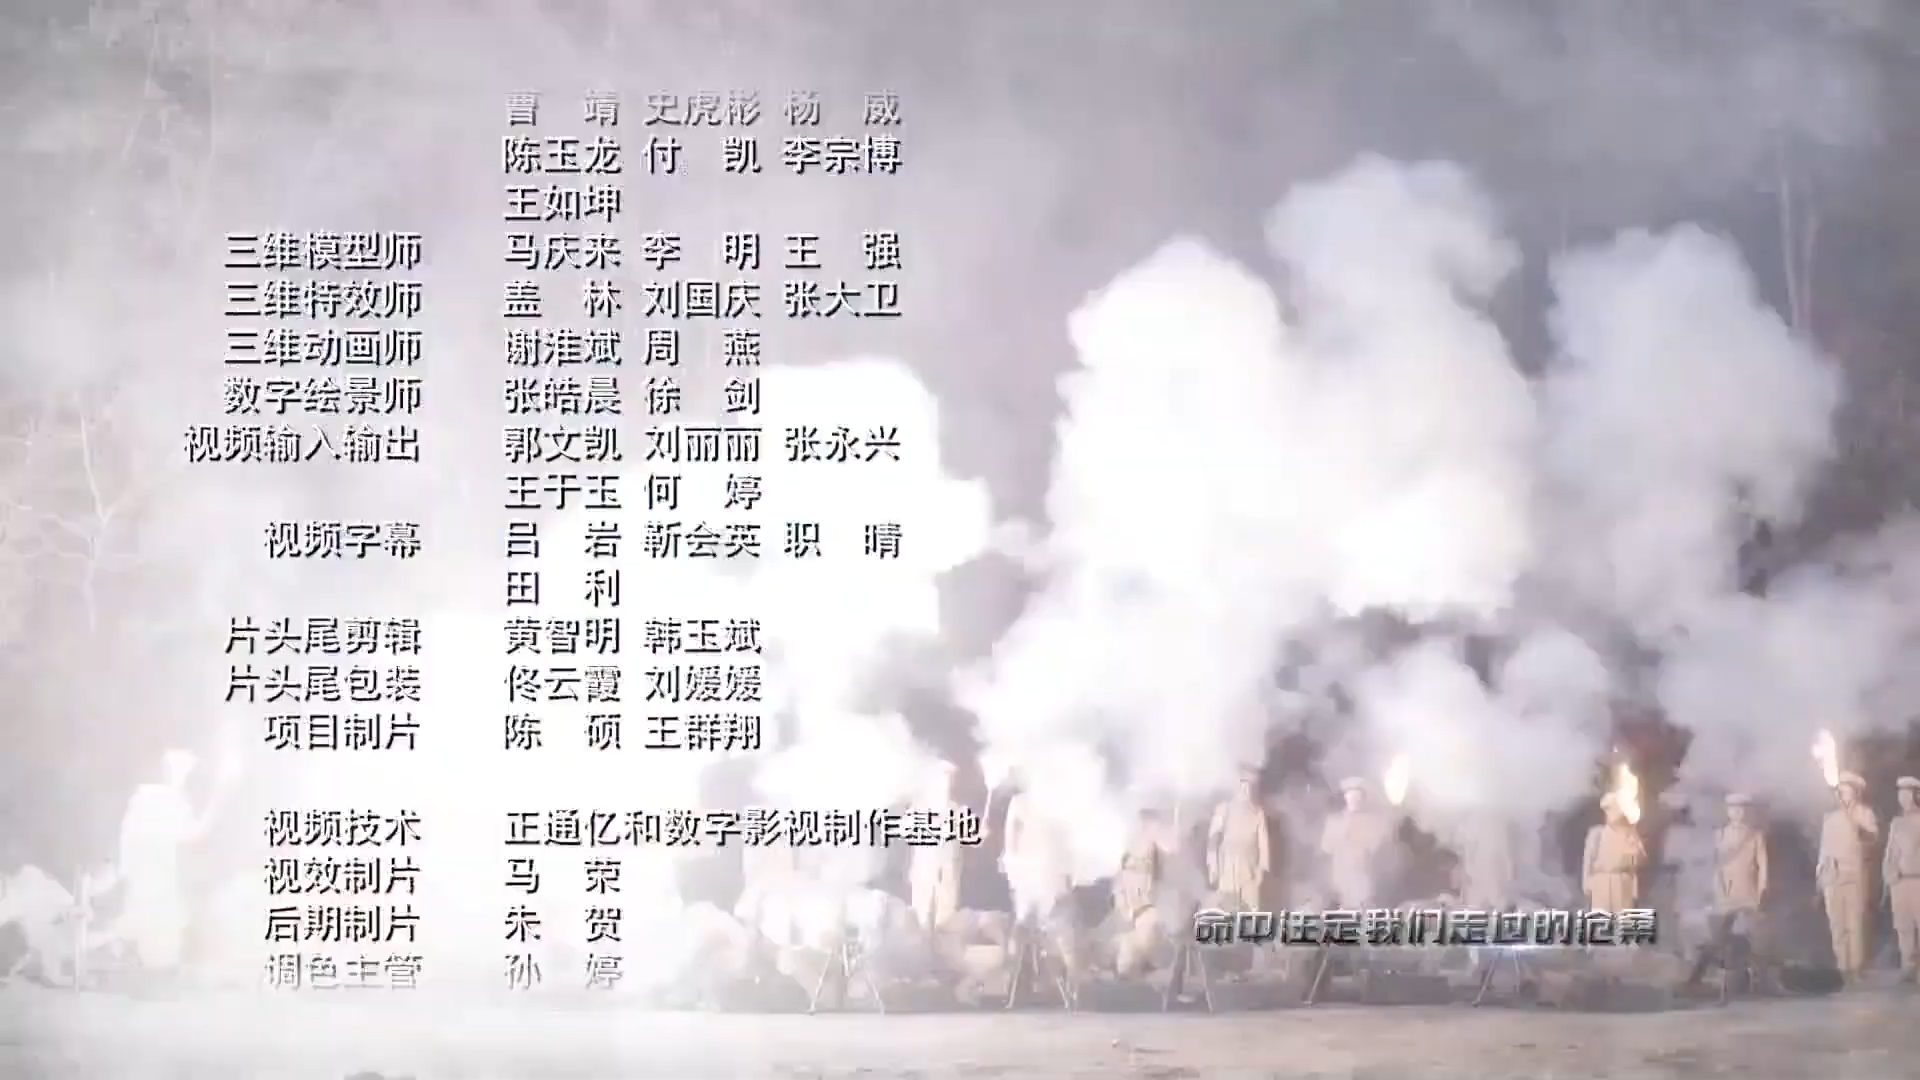 曹　靖 史虎彬 杨　威
陈玉龙 付　凯 李宗博
王如坤
三维模型师 马庆来 李　明 王　强
三维特效师 盖　林 刘国庆 张大卫
三维动画师 谢淮斌 周　燕
数字绘景师 张皓晨 徐　剑
视频输入输出 郭文凯 刘丽丽 张永兴
王于玉 何　婷
视频字幕 吕　岩 靳会英 职　晴
田　利
片头尾剪辑 黄智明 韩玉斌
片头尾包装 佟云霞 刘媛媛
项目制片 陈　硕 王群翔
视频技术 正通亿和数字影视制作基地
视效制片 马　荣
后期制片 朱　贺
调色主管 孙　婷
命中注定我们走过的沧桑